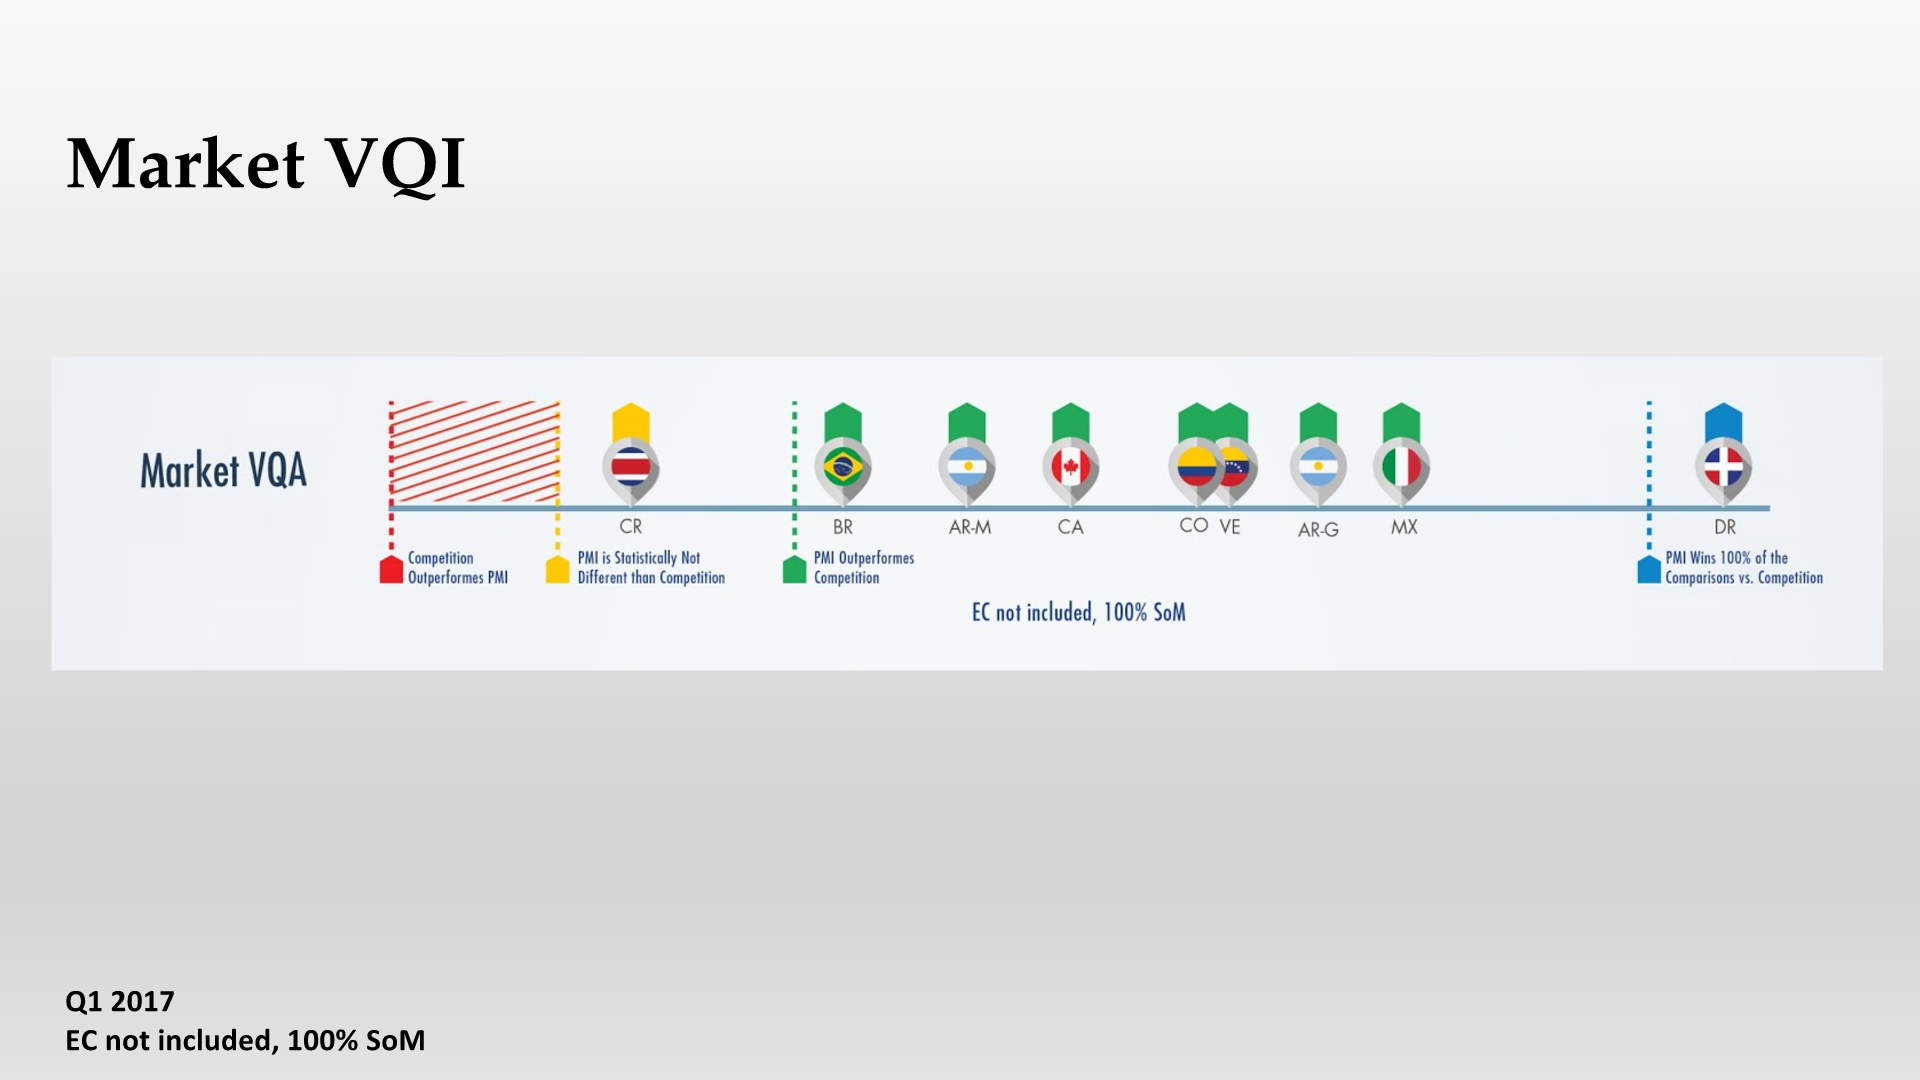 Market VQI
Market VQA
CR
BR
AR-M
CA
CO
VE
AR-G
MX
DR
Competition
Outperformes PMI
PMI is Statistically Not
Different than Competition
PMI Outperformes
Competition
PMI Wins 100% of the
Comparisons vs. Competition
EC not included, 100% SoM
Q1 2017
EC not included, 100% SoM